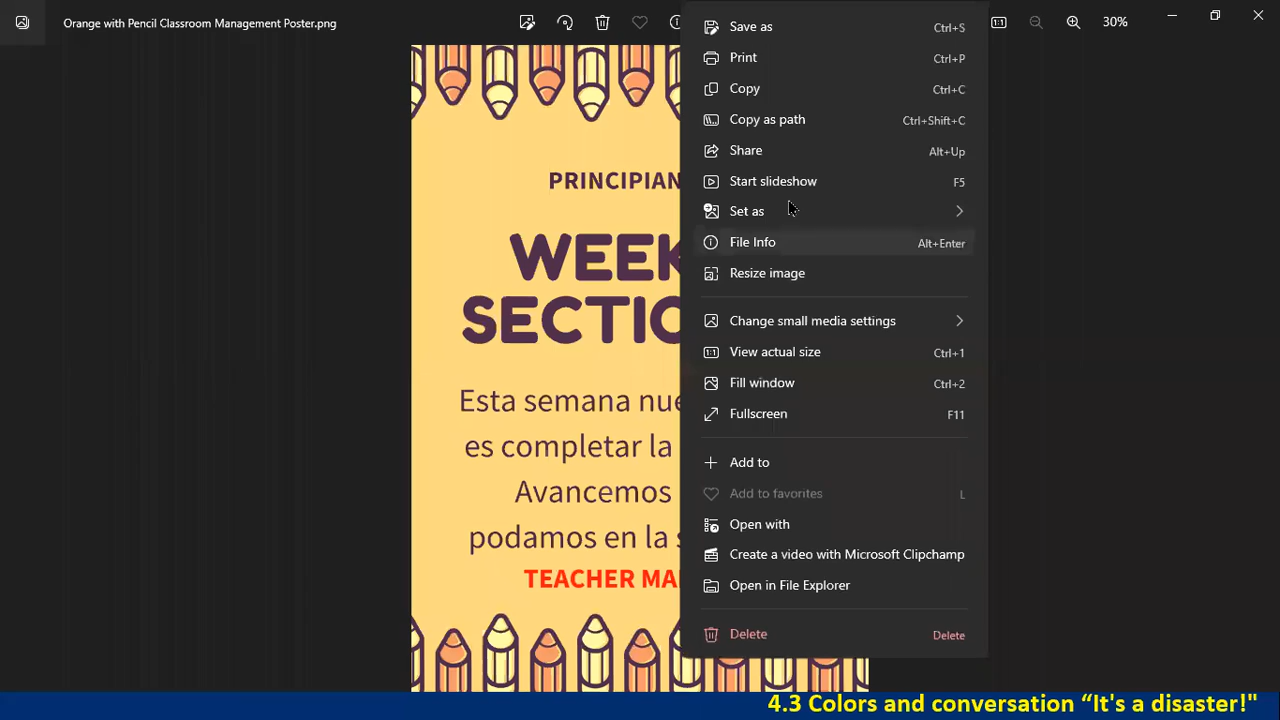 Orange with Pencil Classroom Management Poster.png
30%
Save as Ctrl+S
Print Ctrl+P
Copy Ctrl+C
Copy as path Ctrl+Shift+C
Share Alt+Up
Start slideshow F5
Set as
File Info Alt+Enter
Resize image
Change small media settings
View actual size Ctrl+1
Fill window Ctrl+2
Fullscreen F11
Add to
Add to favorites L
Open with
Create a video with Microsoft Clipchamp
Open in File Explorer
Delete Delete
PRINCIPIAN
WEEK
SECTIO
Esta semana nue
es completar la
Avancemos
podamos en la s
TEACHER MA
4.3 Colors and conversation “It's a disaster!"